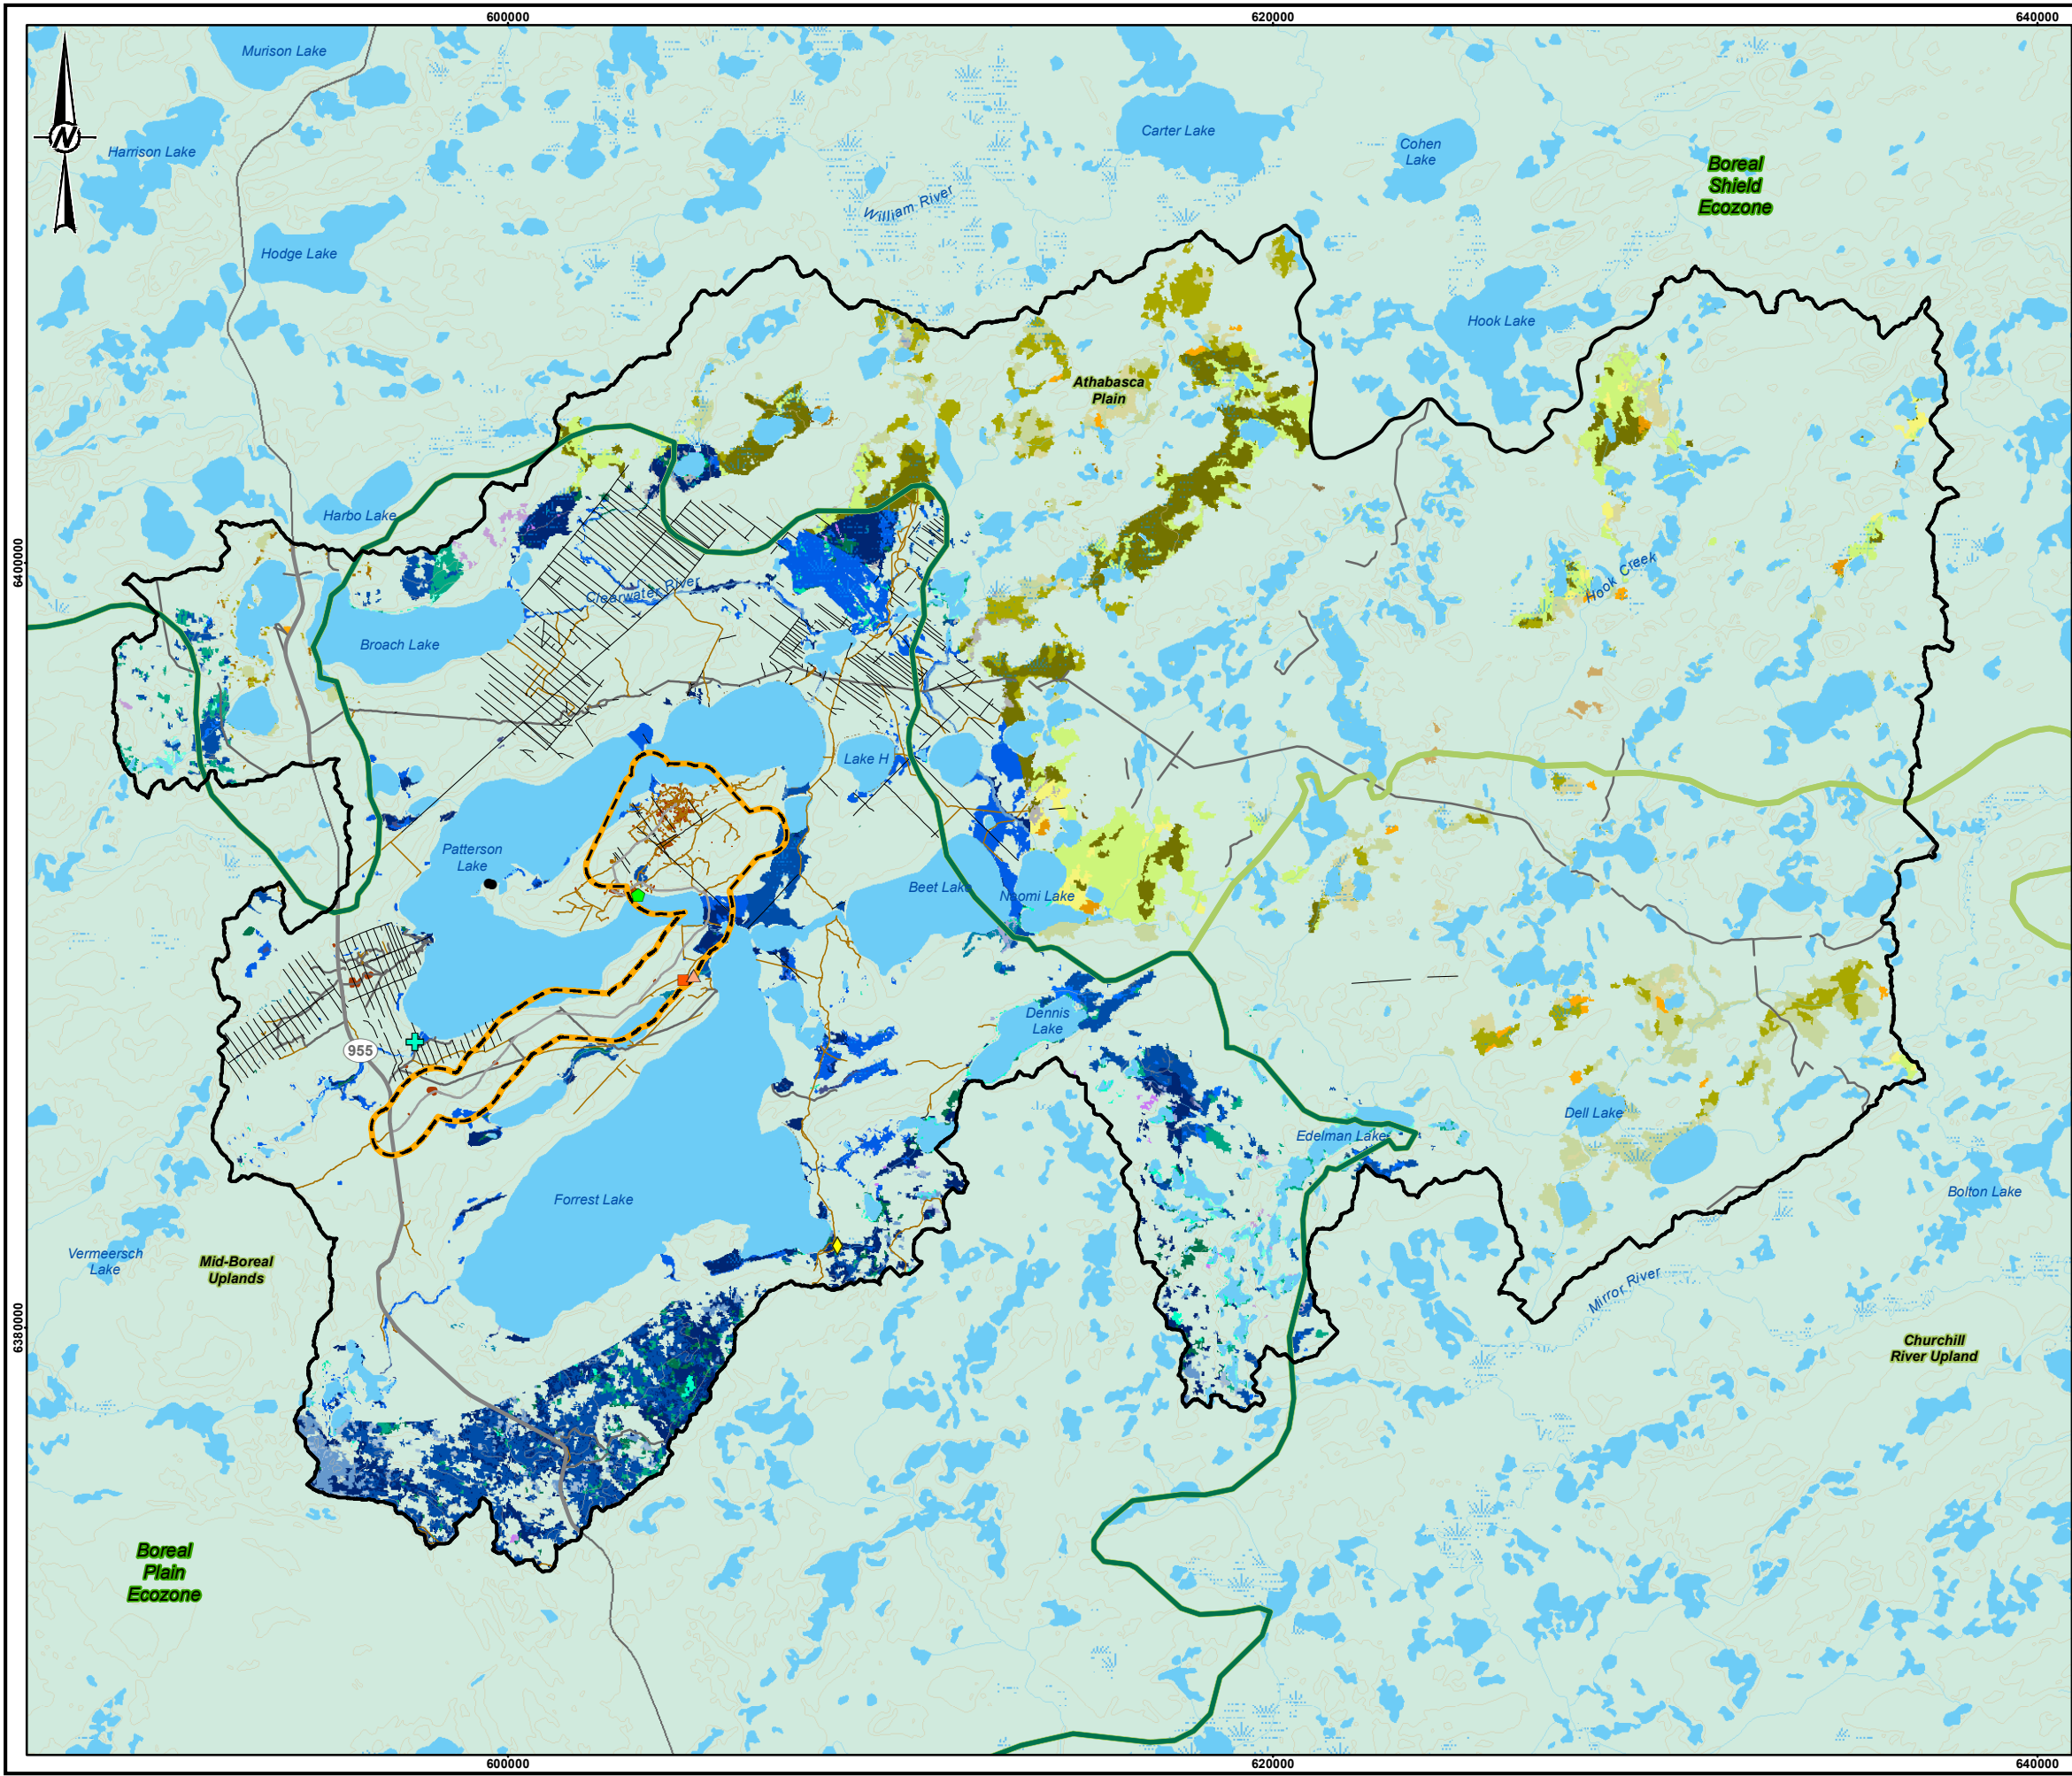 600000
620000
640000
Murison Lake
N
Harrison Lake
Carter Lake
Cohen
Lake
Boreal
Shield
Ecozone
William River
Hodge Lake
Hook Lake
Athabasca
Plain
Harbo Lake
6400000
Clearwater River
Hook Creek
Broach Lake
Lake H
Patterson
Lake
Beet Lake
Naomi Lake
Dennis
Lake
955
Dell Lake
Edelman Lake
Forrest Lake
Bolton Lake
Vermeersch
Lake
Mid-Boreal
Uplands
Mirror River
6380000
Churchill
River Upland
Boreal
Plain
Ecozone
600000
620000
640000